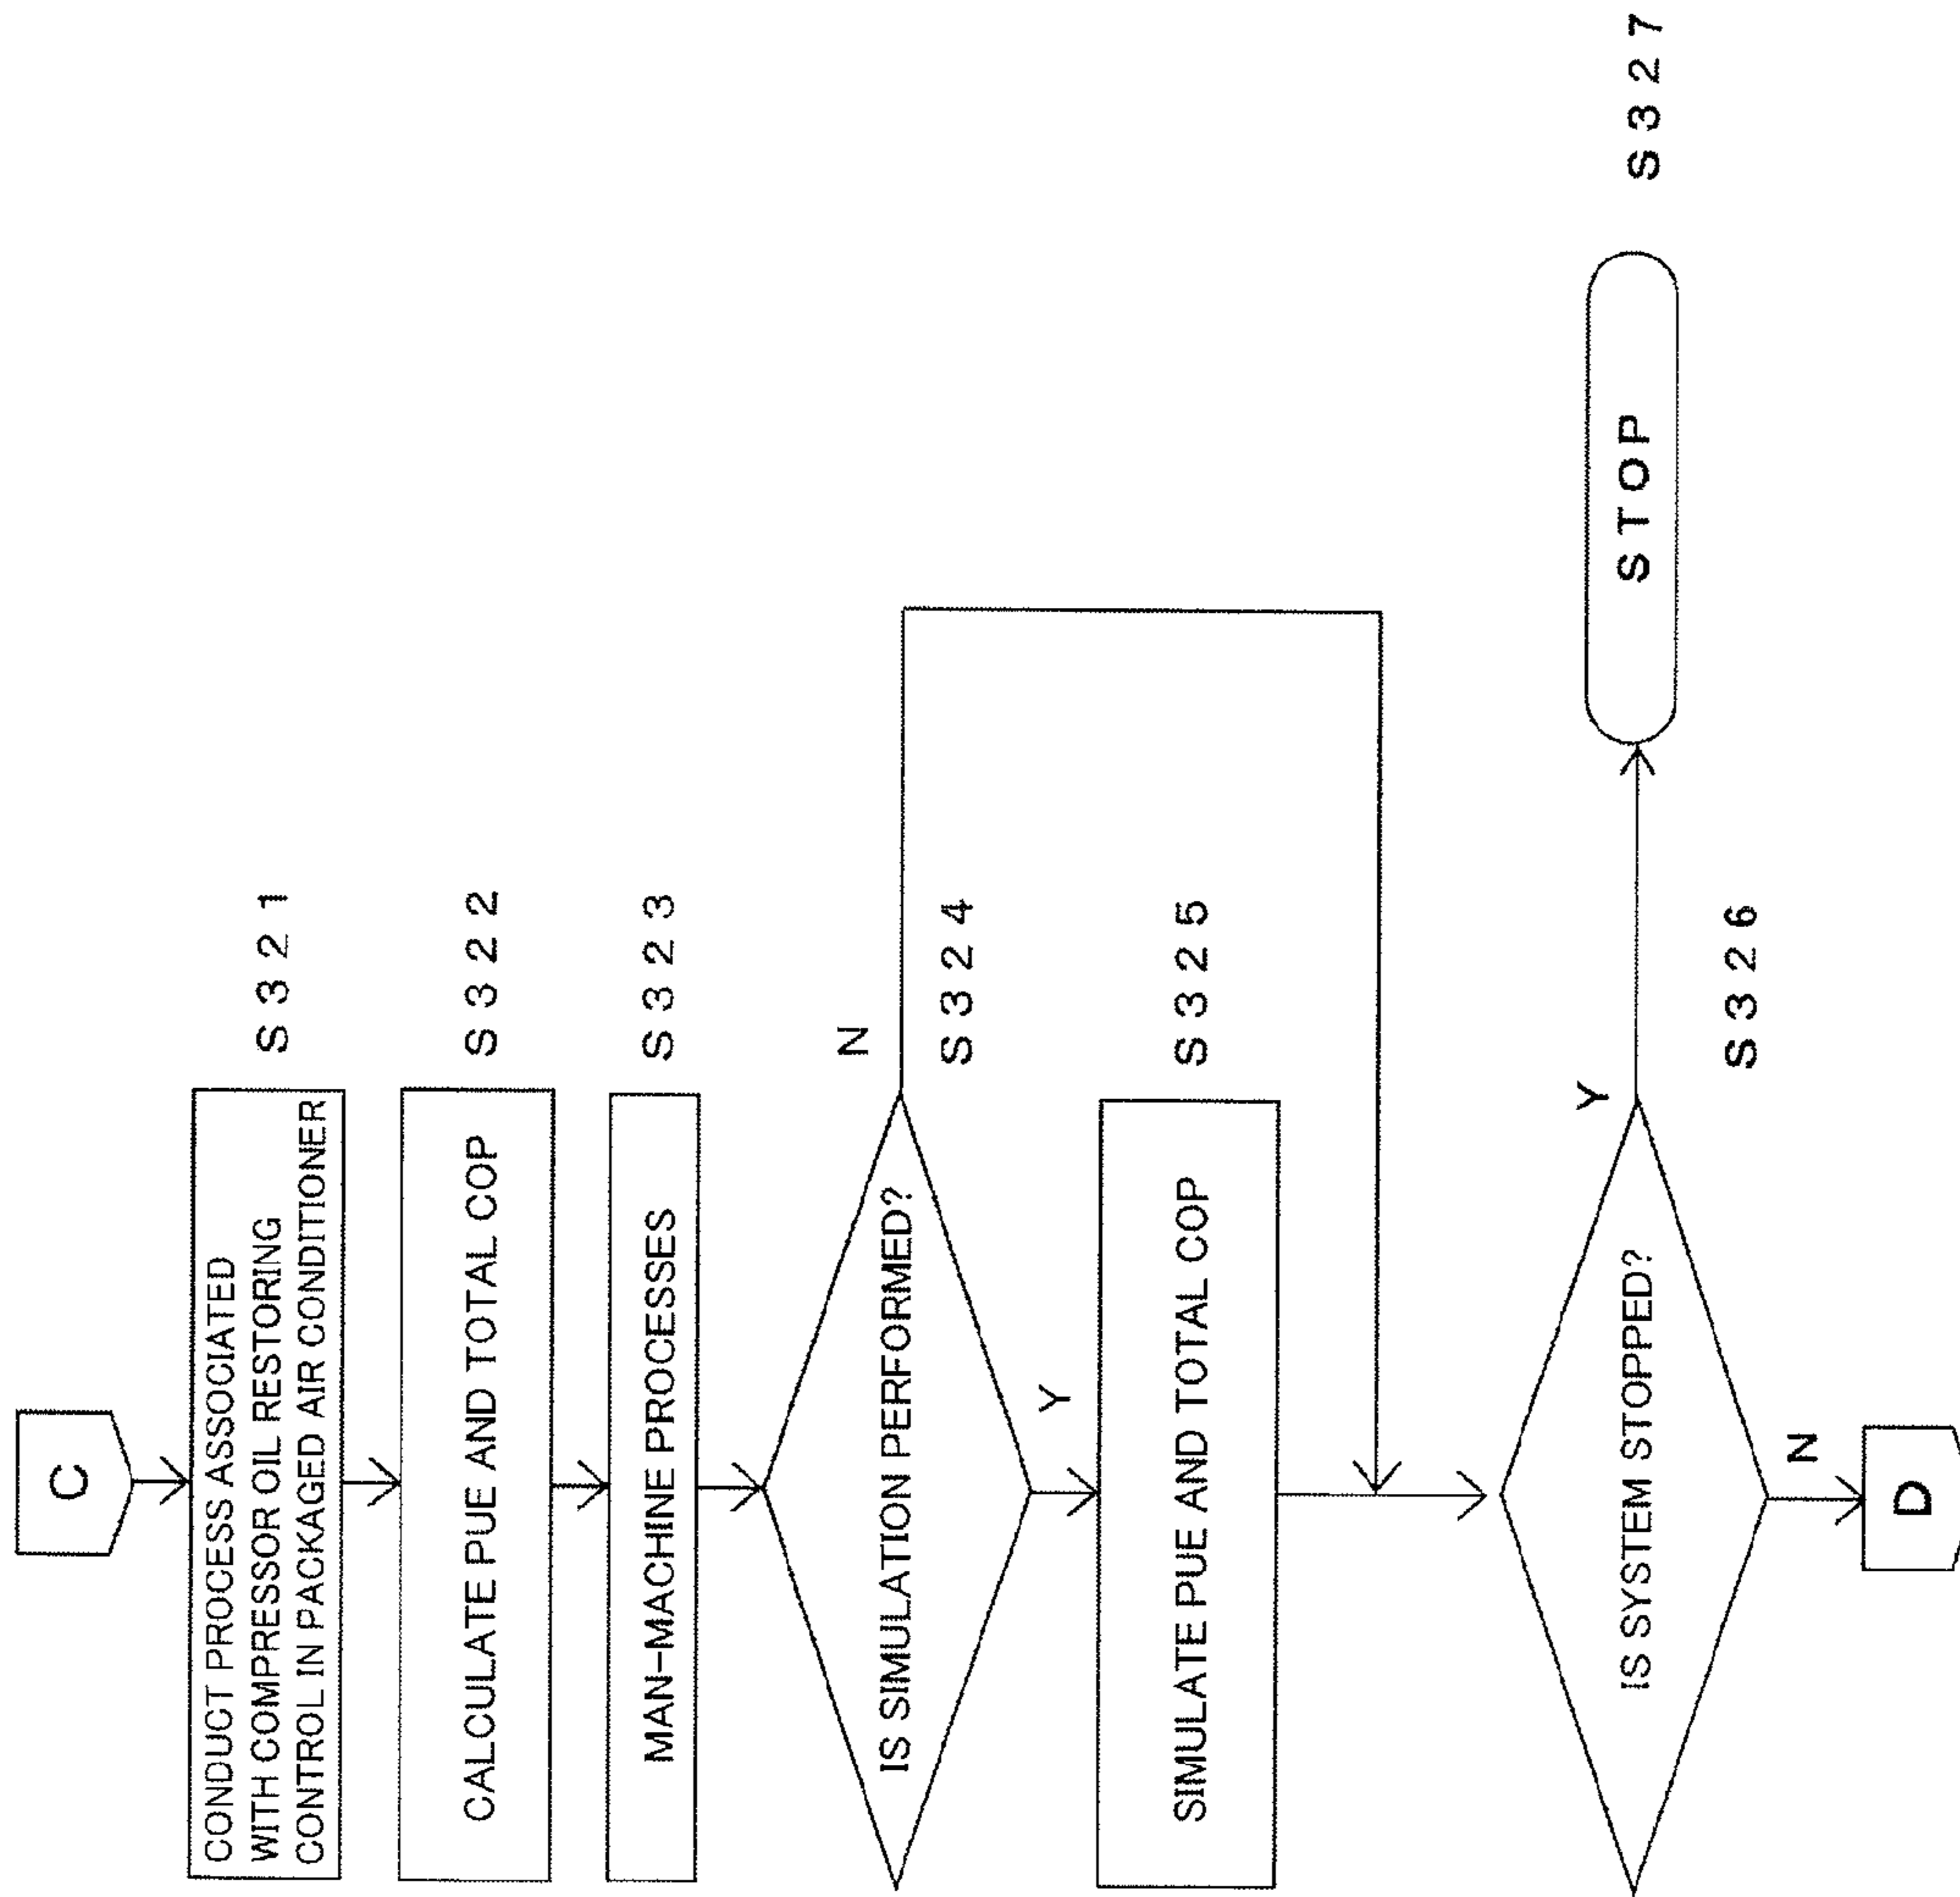 C
CONDUCT PROCESS ASSOCIATED
WITH COMPRESSOR OIL RESTORING
CONTROL IN PACKAGED AIR CONDITIONER
S321
CALCULATE PUE AND TOTAL COP
S322
MAN-MACHINE PROCESSES
S323
N
IS SIMULATION PERFORMED?
S324
Y
SIMULATE PUE AND TOTAL COP
S325
Y
IS SYSTEM STOPPED?
STOP
S327
S326
N
D